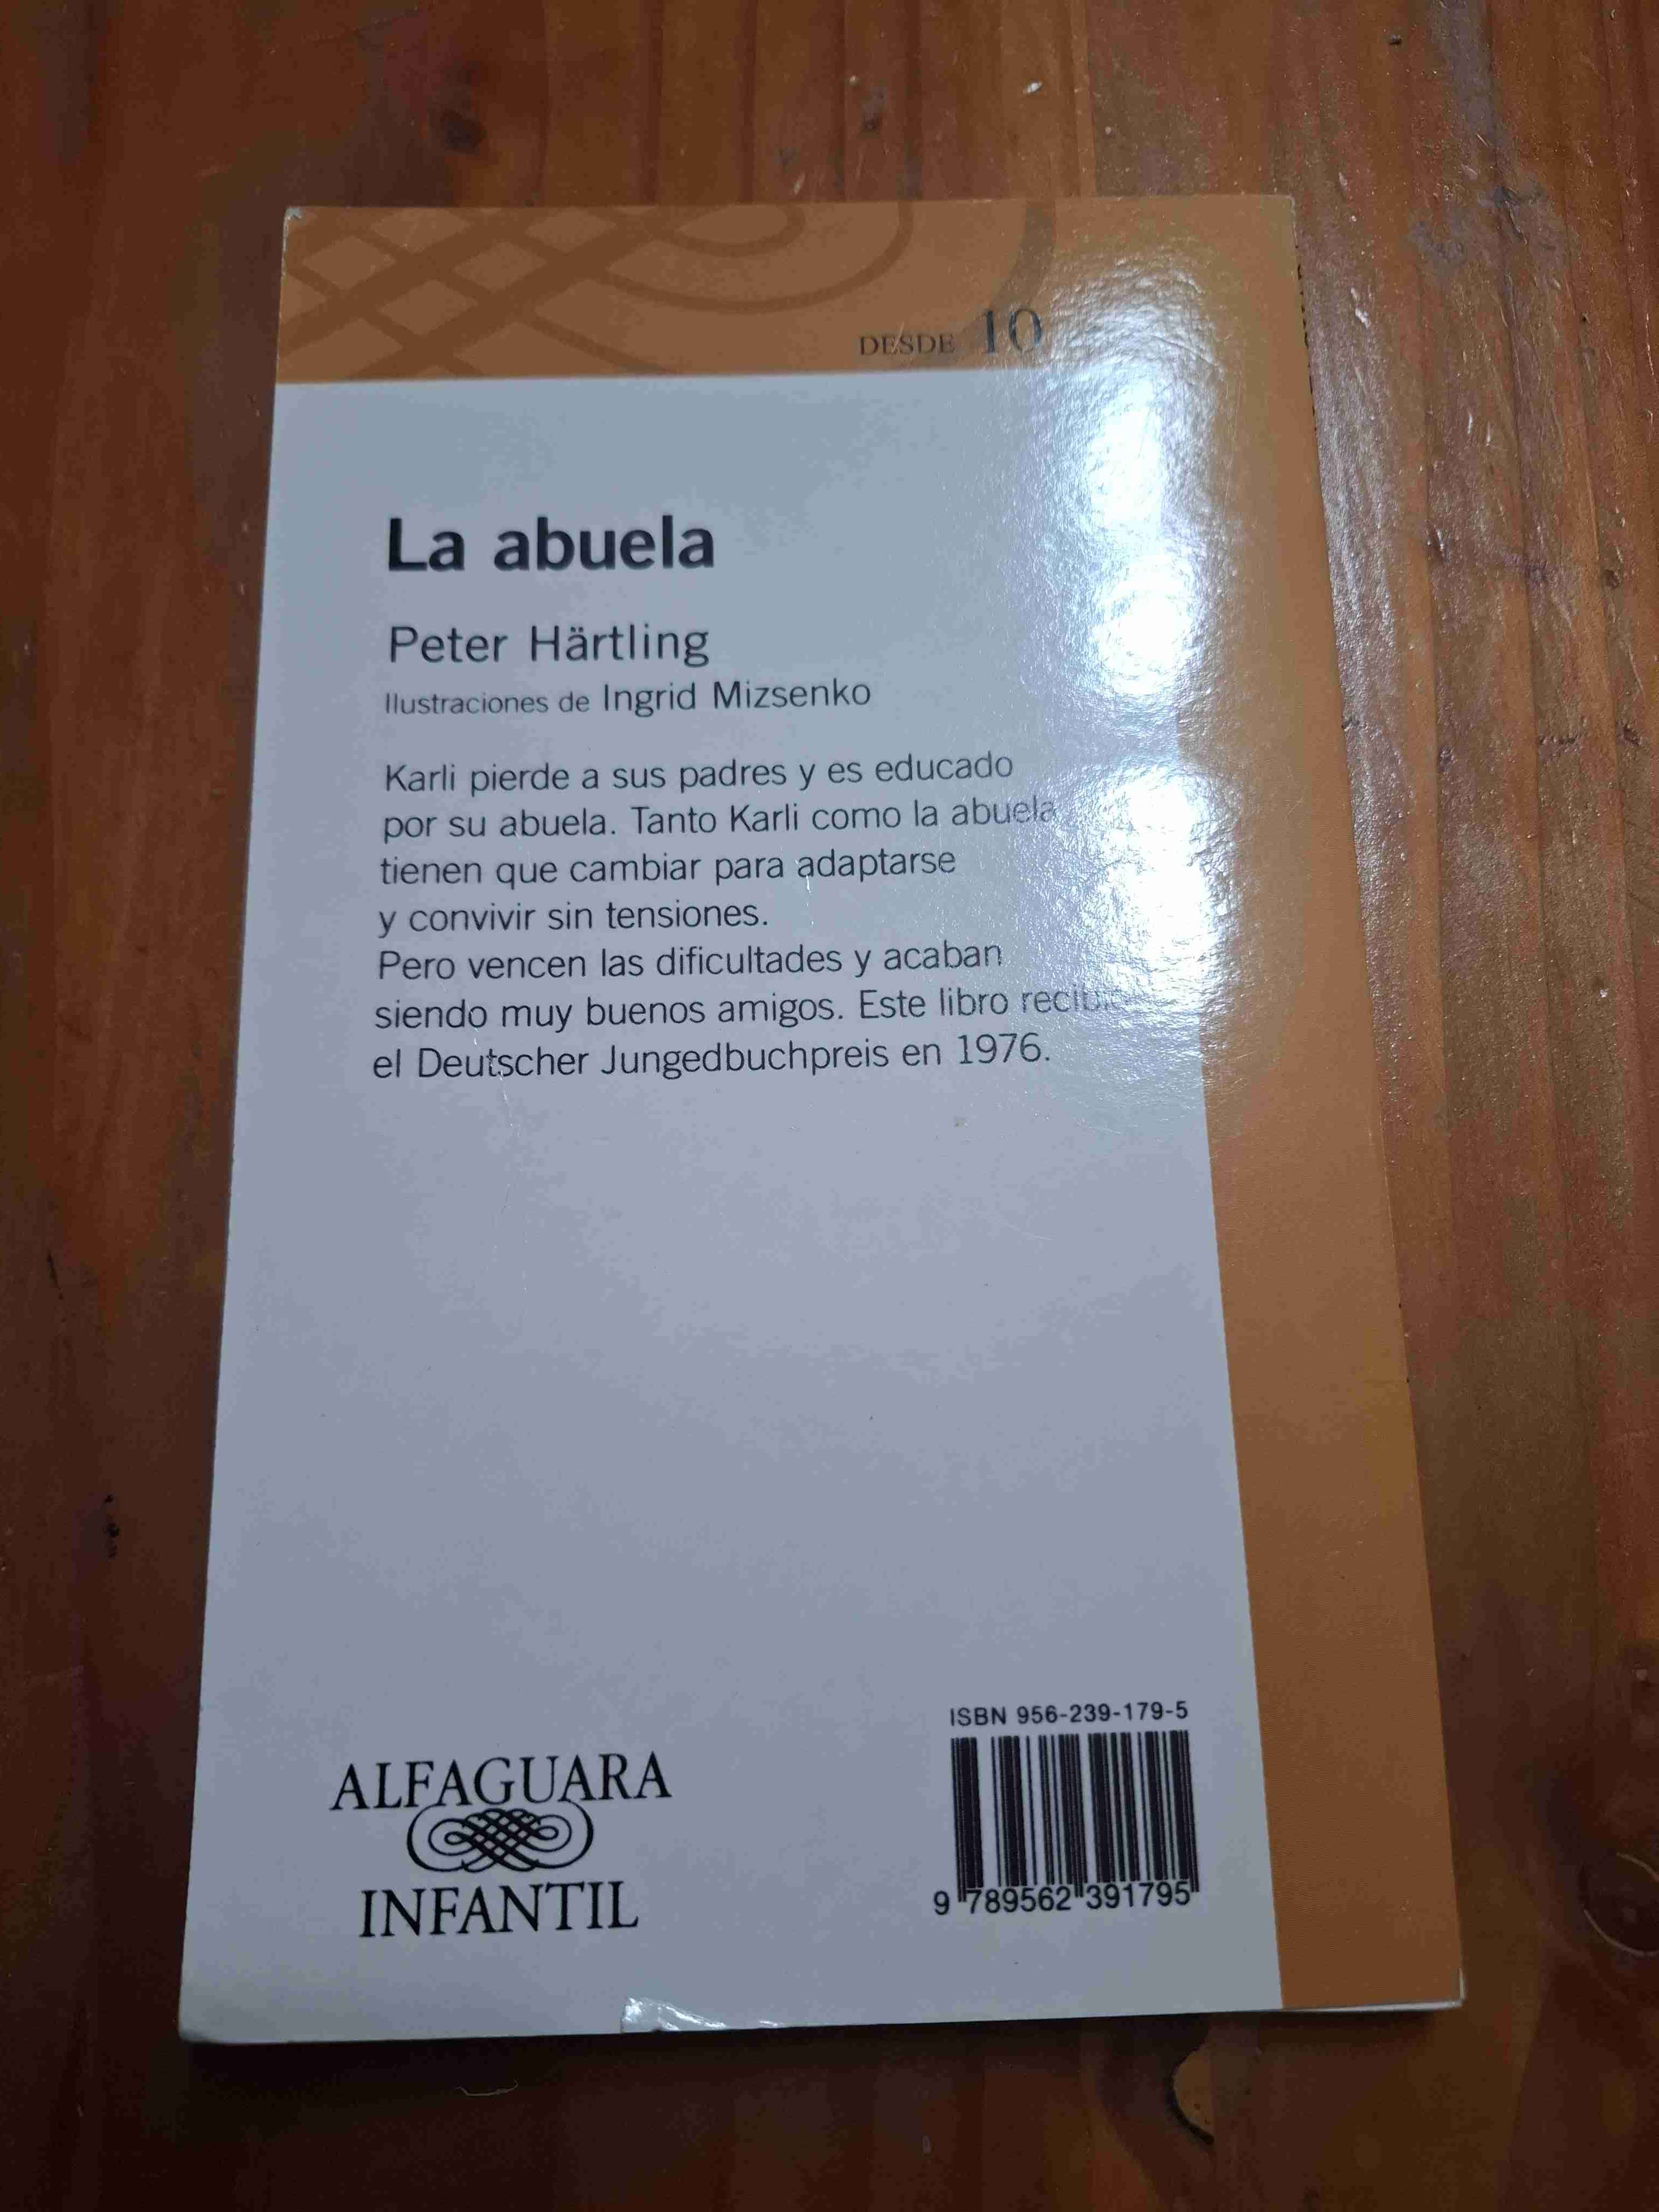 DESDE 10
La abuela
Peter Härtling
Ilustraciones de Ingrid Mizsenko
Karli pierde a sus padres y es educado
por su abuela. Tanto Karli como la abuela
tienen que cambiar para adaptarse
y convivir sin tensiones.
Pero vencen las dificultades y acaban
siendo muy buenos amigos. Este libro recibió
el Deutscher Jungedbuchpreis en 1976.
ISBN 956-239-179-5
9 789562 391795
ALFAGUARA
INFANTIL